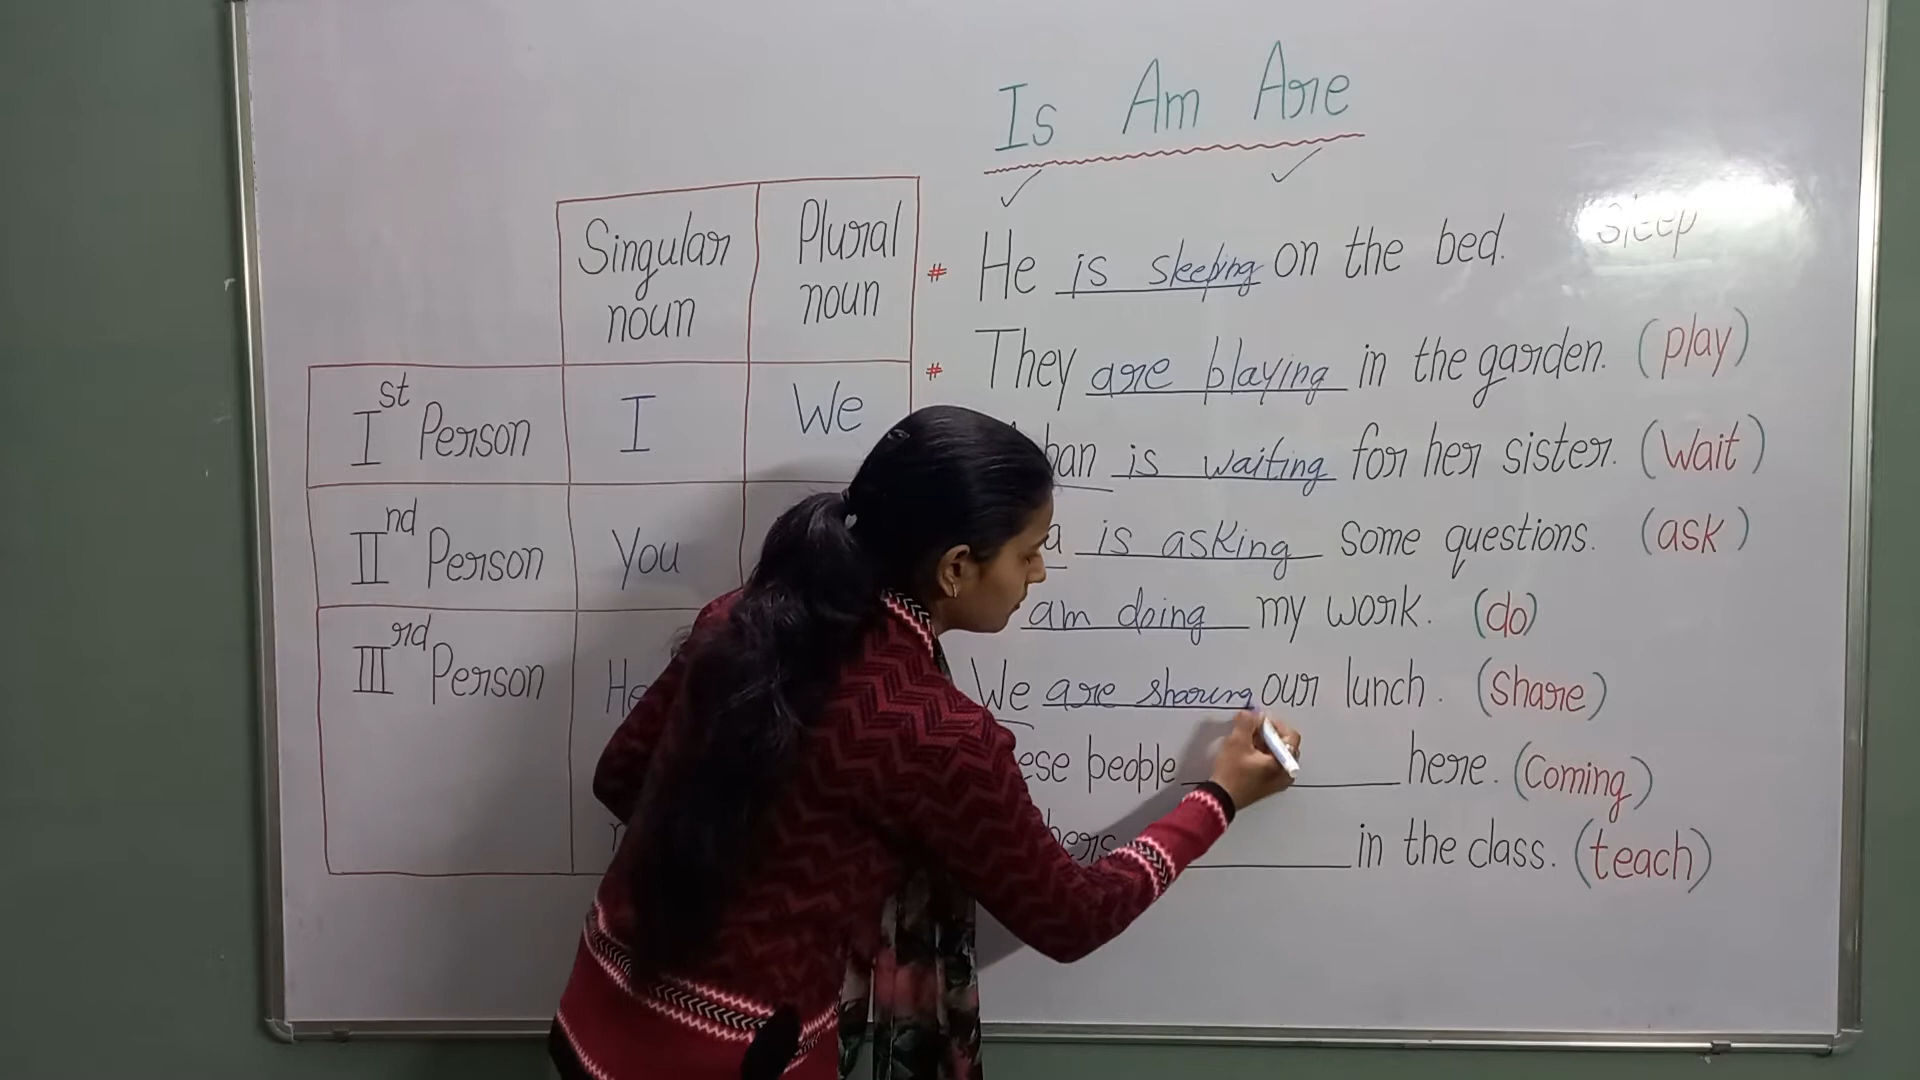 Is Am Are
Singular noun
Plural noun
Ist Person
I
We
IInd Person
You
IIIrd Person
He
# He is sleeping on the bed. Sleep
# They are playing in the garden. (play)
is waiting for her sister. (wait)
is asking some questions. (ask)
am doing my work. (do)
We are sharing our lunch. (share)
people ____ here. (Coming)
____ in the class. (teach)